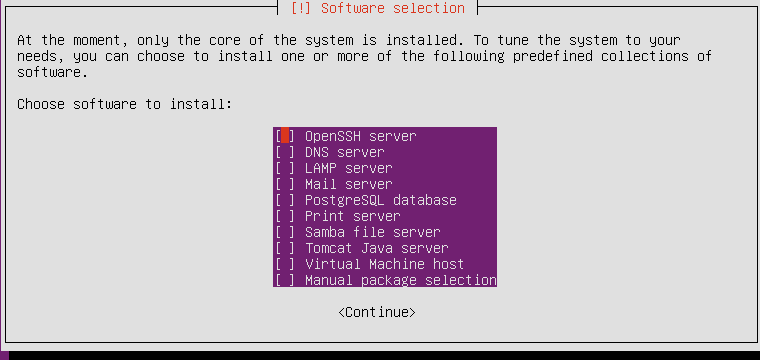 [!] Software selection
At the moment, only the core of the system is installed. To tune the system to your
needs, you can choose to install one or more of the following predefined collections of
software.
Choose software to install:
[ ] OpenSSH server
[ ] DNS server
[ ] LAMP server
[ ] Mail server
[ ] PostgreSQL database
[ ] Print server
[ ] Samba file server
[ ] Tomcat Java server
[ ] Virtual Machine host
[ ] Manual package selection
<Continue>